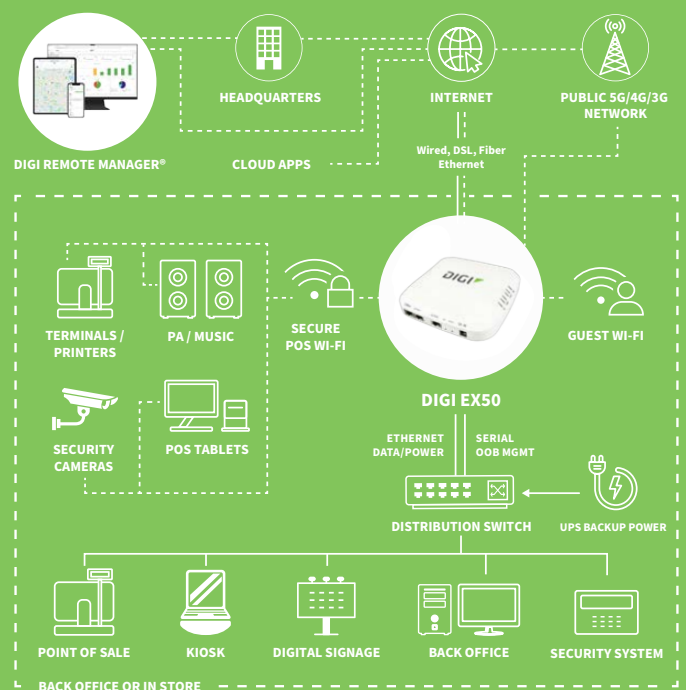 HEADQUARTERS
INTERNET
PUBLIC 5G/4G/3G
NETWORK
DIGI REMOTE MANAGER®
CLOUD APPS
Wired, DSL, Fiber
Ethernet
DIGI
TERMINALS /
PRINTERS
PA / MUSIC
SECURE
POS WI-FI
GUEST WI-FI
DIGI EX50
SECURITY
CAMERAS
POS TABLETS
ETHERNET
DATA/POWER
SERIAL
OOB MGMT
DISTRIBUTION SWITCH
UPS BACKUP POWER
POINT OF SALE
KIOSK
DIGITAL SIGNAGE
BACK OFFICE
SECURITY SYSTEM
BACK OFFICE OR IN STORE